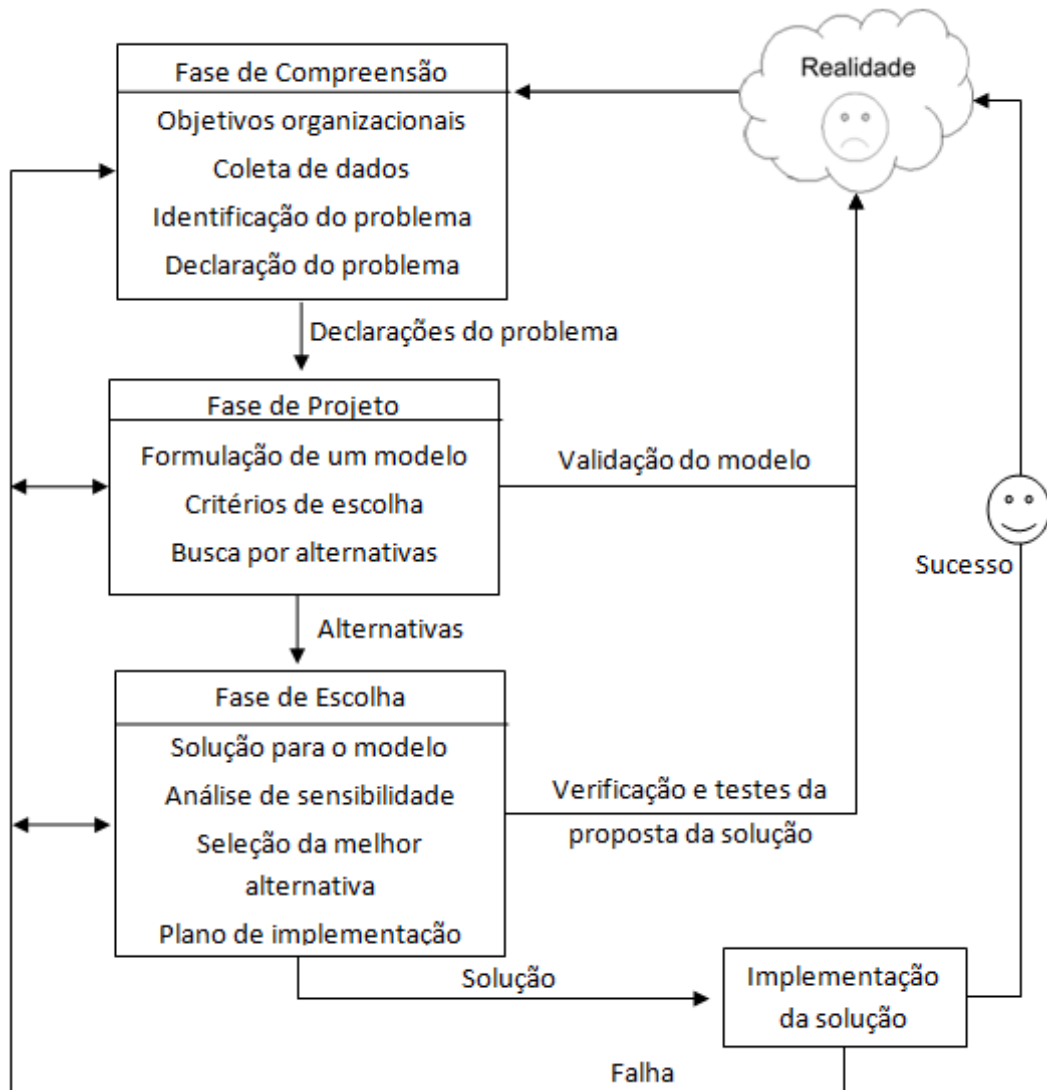 Fase de Compreensão
Objetivos organizacionais
Coleta de dados
Identificação do problema
Declaração do problema
Realidade
Declarações do problema
Fase de Projeto
Formulação de um modelo
Critérios de escolha
Busca por alternativas
Validação do modelo
Sucesso
Alternativas
Fase de Escolha
Solução para o modelo
Análise de sensibilidade
Seleção da melhor
alternativa
Plano de implementação
Verificação e testes da
proposta da solução
Solução
Implementação
da solução
Falha